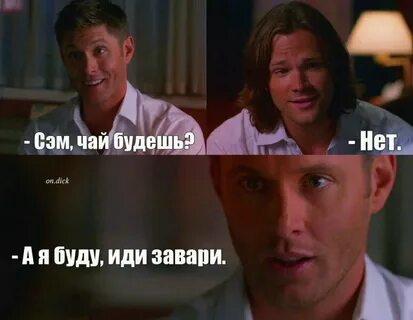 - Сэм, чай будешь?
- Нет.
on.dick
- А я буду, иди завари.